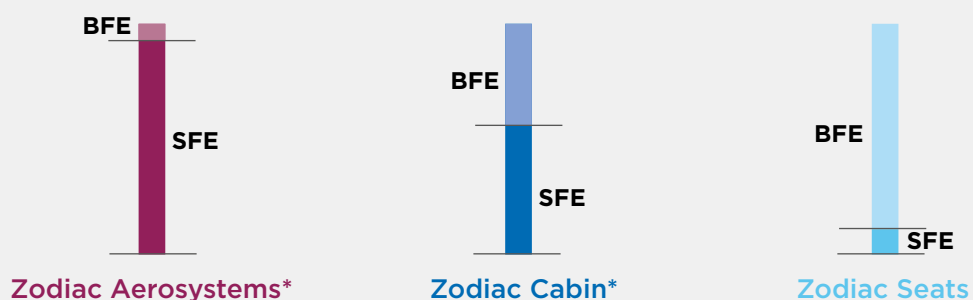 BFE
SFE
Zodiac Aerosystems*
BFE
SFE
Zodiac Cabin*
BFE
SFE
Zodiac Seats